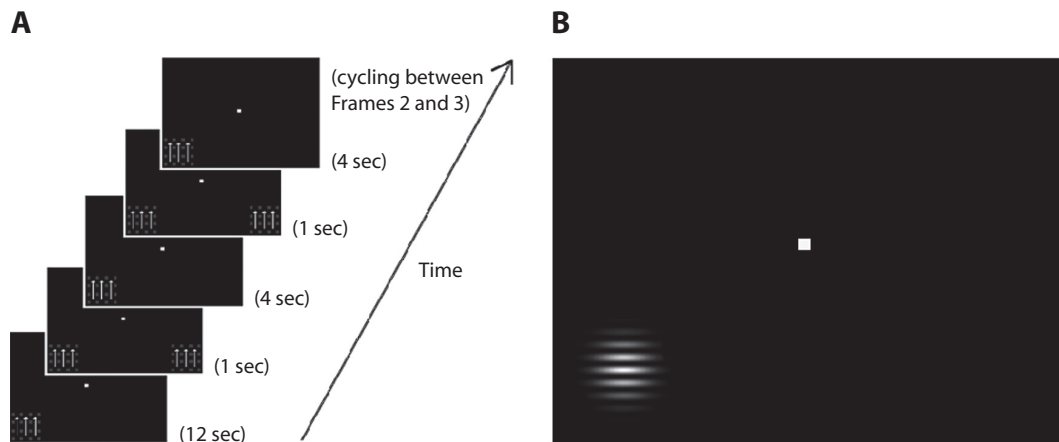 A
B
(cycling between
Frames 2 and 3)
(4 sec)
(1 sec)
Time
(4 sec)
(1 sec)
(12 sec)